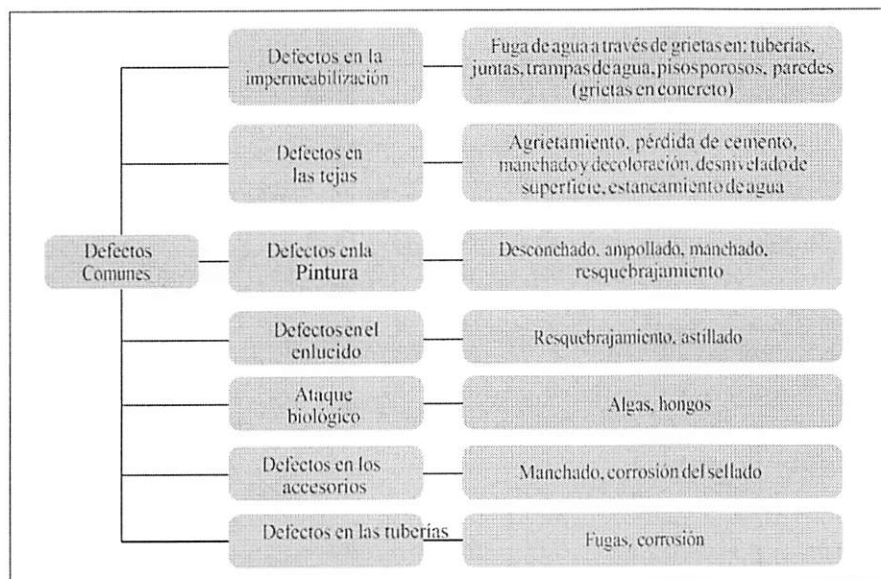 Defectos en la
impermeabilización
Fuga de agua a través de grietas en: tuberías,
juntas, trampas de agua, pisos porosos, paredes
(grietas en concreto)
Defectos en
las tejas
Agrietamiento, pérdida de cemento,
manchado y decoloración, desnivelado de
superficie, estancamiento de agua
Defectos
Comunes
Defectos en la
Pintura
Desconchado, ampollado, manchado,
resquebrajamiento
Defectos en el
enlucido
Resquebrajamiento, astillado
Ataque
biológico
Algas, hongos
Defectos en los
accesorios
Manchado, corrosión del sellado
Defectos en las tuberías
Fugas, corrosión